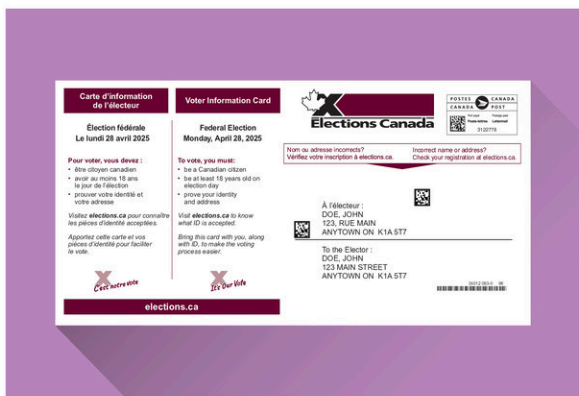 Carte d'information
de l'électeur
Élection fédérale
Le lundi 28 avril 2025
Pour voter, vous devez :
• être citoyen canadien
• avoir au moins 18 ans
le jour de l'élection
• prouver votre identité et
votre adresse
Visitez elections.ca pour connaître
les pièces d'identité acceptées.
Apportez cette carte et vos
pièces d'identité pour faciliter
le vote.
C'est notre vote
Voter Information Card
Federal Election
Monday, April 28, 2025
To vote, you must:
• be a Canadian citizen
• be at least 18 years old on
election day
• prove your identity
and address
Visit elections.ca to know
what ID is accepted.
Bring this card with you, along
with ID, to make the voting
process easier.
It's Our Vote
elections.ca
Elections Canada
POSTES CANADA
CANADA POST
3122778
Nom ou adresse incorrects?
Vérifiez votre inscription à elections.ca.
Incorrect name or address?
Check your registration at elections.ca.
À l'électeur :
DOE, JOHN
123, RUE MAIN
ANYTOWN ON K1A 5T7
To the Elector :
DOE, JOHN
123 MAIN STREET
ANYTOWN ON K1A 5T7